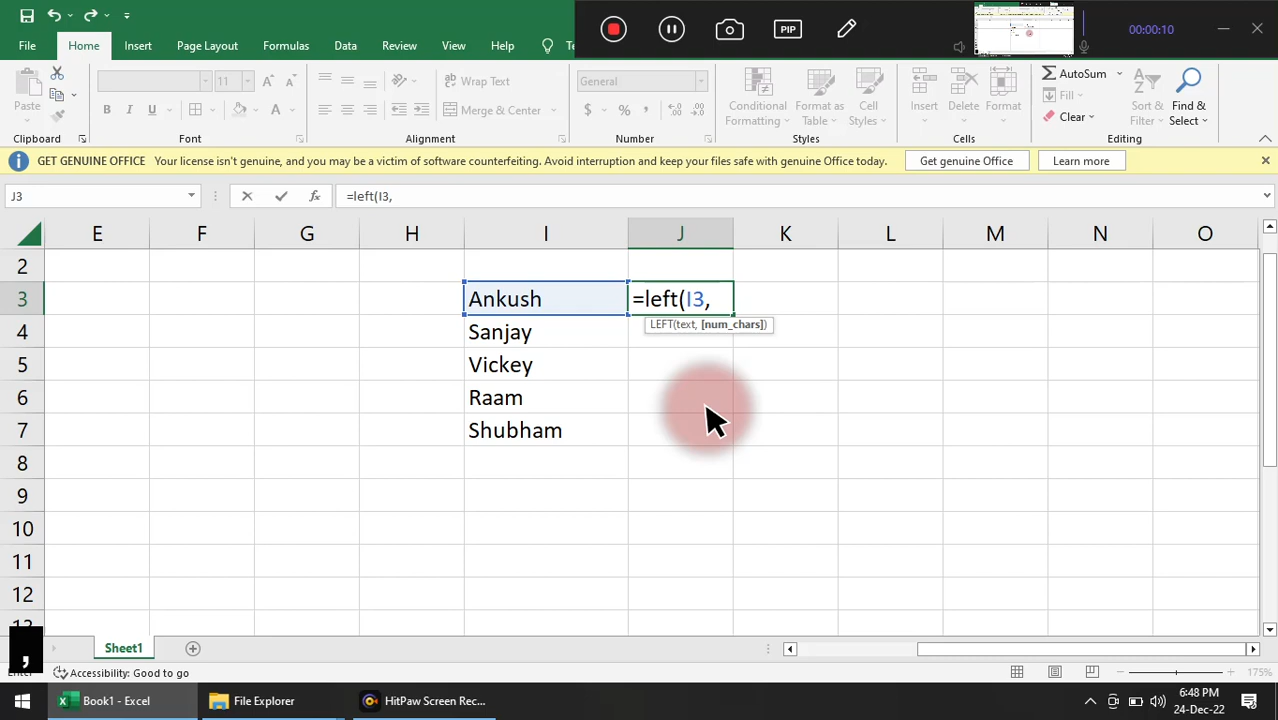 00:00:10
PIP
File
Home
Insert
Page Layout
Formulas
Data
View
Help
Paste
Wrap Text
Merge & Center
General
Conditional Formatting
Format as Table
Cell Styles
Insert
Delete
Format
AutoSum
Fill
Clear
Sort & Filter
Find & Select
Clipboard
Font
Alignment
Number
Styles
Cells
Editing
GET GENUINE OFFICE Your license isn't genuine, and you may be a victim of software counterfeiting. Avoid interruption and keep your files safe with genuine Office today. Get genuine Office Learn more
J3 fx =left(I3,
E F G H I J K L M N O
2
3 Ankush =left(I3,
LEFT(text, [num_chars])
4 Sanjay
5 Vickey
6 Raam
7 Shubham
8
9
10
11
12
13
,
Sheet1
Accessibility: Good to go
175%
Book1 - Excel
File Explorer
HitPaw Screen Rec...
6:48 PM
24-Dec-22